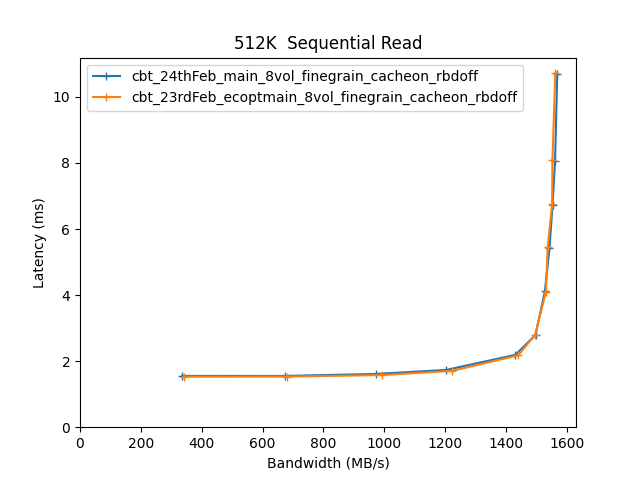 512K  Sequential Read
cbt_24thFeb_main_8vol_finegrain_cacheon_rbdoff
cbt_23rdFeb_ecoptmain_8vol_finegrain_cacheon_rbdoff
Latency (ms)
10
8
6
4
2
0
0 200 400 600 800 1000 1200 1400 1600
Bandwidth (MB/s)